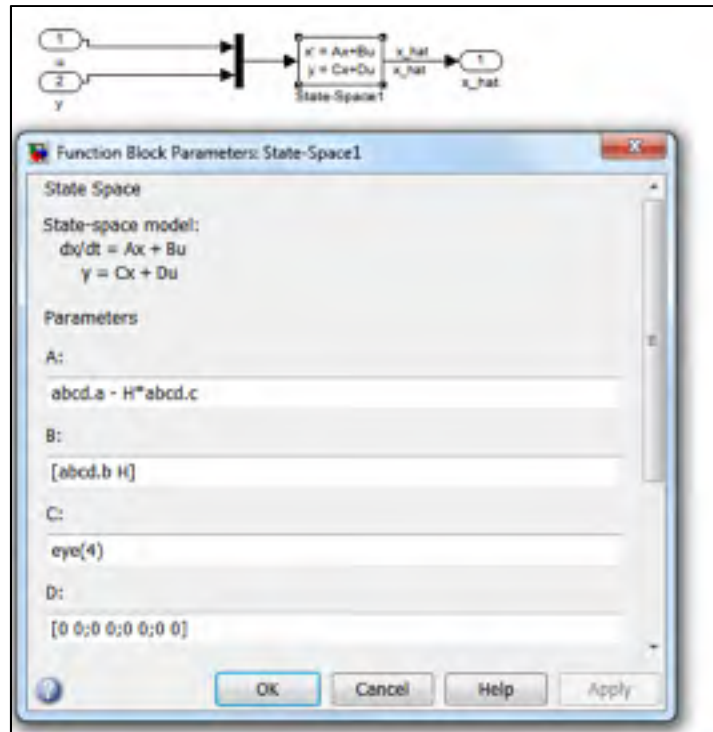 1
u
2
y
x' = Ax+Bu
y = Cx+Du
State-Space1
x_hat
x_hat
1
x_hat
Function Block Parameters: State-Space1
State Space
State-space model:
dx/dt = Ax + Bu
y = Cx + Du
Parameters
A:
abcd.a - H*abcd.c
B:
[abcd.b H]
C:
eye(4)
D:
[0 0;0 0;0 0;0 0]
OK Cancel Help Apply